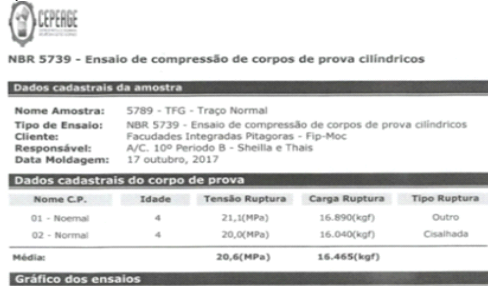 CEPEAGE
NBR 5739 - Ensaio de compressão de corpos de prova cilíndricos
Dados cadastrais da amostra
Nome Amostra: 5789 - TFG - Traço Normal
Tipo de Ensaio: NBR 5739 - Ensaio de compressão de corpos de prova cilíndricos
Cliente: Facudades Integradas Pitagoras - Fip-Moc
Responsável: A/C. 10º Periodo B - Sheilla e Thais
Data Moldagem: 17 outubro, 2017
Dados cadastrais do corpo de prova
Nome C.P. Idade Tensão Ruptura Carga Ruptura Tipo Ruptura
01 - Noemal 4 21,1(MPa) 16.890(kgf) Outro
02 - Normal 4 20,0(MPa) 16.040(kgf) Cisalhada
Média: 20,6(MPa) 16.465(kgf)
Gráfico dos ensaios